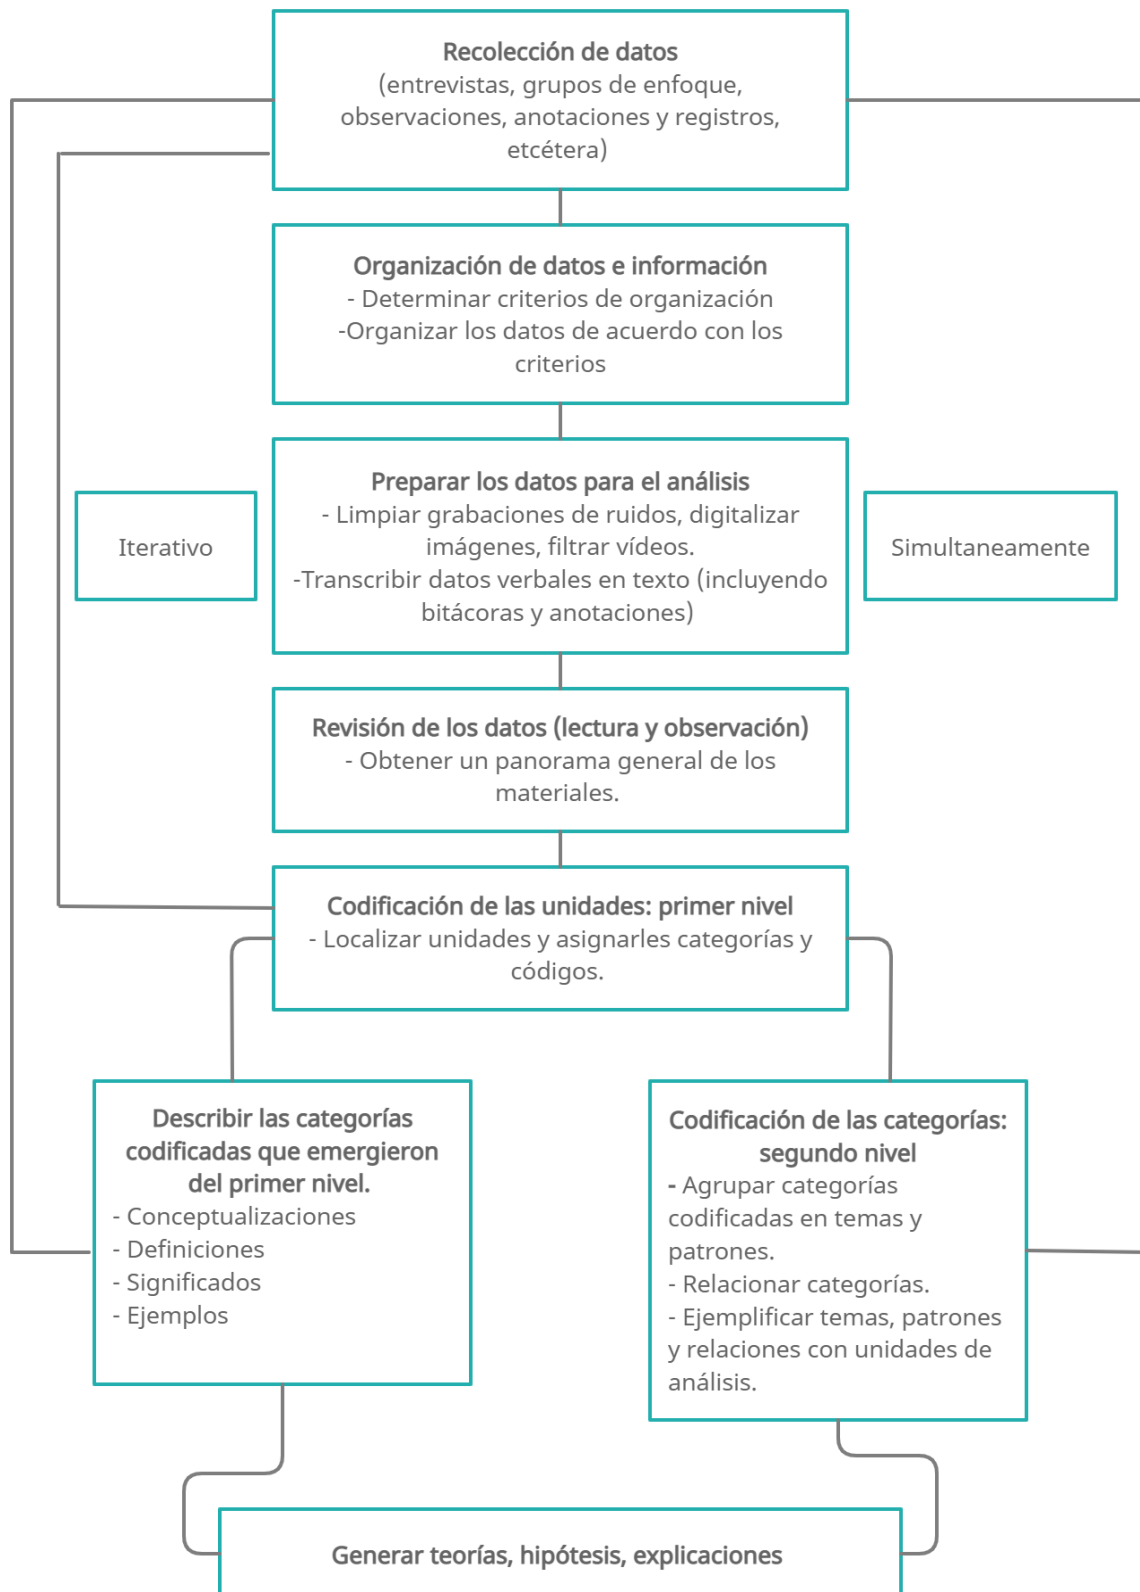 Recolección de datos
(entrevistas, grupos de enfoque,
observaciones, anotaciones y registros,
etcétera)
Organización de datos e información
- Determinar criterios de organización
-Organizar los datos de acuerdo con los
criterios
Preparar los datos para el análisis
- Limpiar grabaciones de ruidos, digitalizar
imágenes, filtrar vídeos.
-Transcribir datos verbales en texto (incluyendo
bitácoras y anotaciones)
Iterativo
Simultaneamente
Revisión de los datos (lectura y observación)
- Obtener un panorama general de los
materiales.
Codificación de las unidades: primer nivel
- Localizar unidades y asignarles categorías y
códigos.
Describir las categorías
codificadas que emergieron
del primer nivel.
- Conceptualizaciones
- Definiciones
- Significados
- Ejemplos
Codificación de las categorías:
segundo nivel
- Agrupar categorías
codificadas en temas y
patrones.
- Relacionar categorías.
- Ejemplificar temas, patrones
y relaciones con unidades de
análisis.
Generar teorías, hipótesis, explicaciones